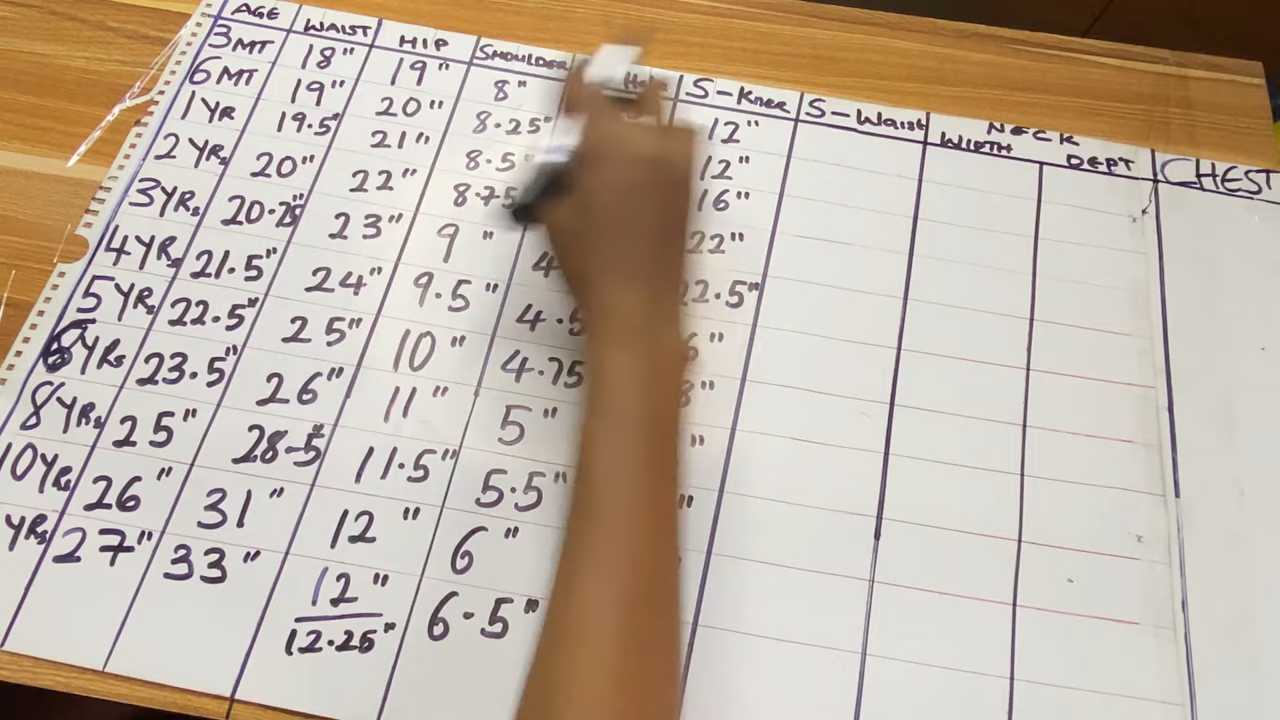 AGE WAIST HIP SHOULDER S-Knee S-Waist NECK CHEST
WIDTH DEPT
3MT 18" 19" 8" 12"
6MT 19" 20" 8.25" 12"
1YR 19.5" 21" 8.5" 16"
2YRs 20" 22" 8.75 22"
3YRs 20.25" 23" 9" 22.5"
4YRs 21.5" 24" 9.5" 4.5
5YRs 22.5" 25" 10" 4.75
6YRs 23.5" 26" 11" 5"
8YRs 25" 28-5" 11.5" 5.5"
10YRs 26" 31" 12" 6"
YRs 27" 33" 12" 6.5"
12.25"